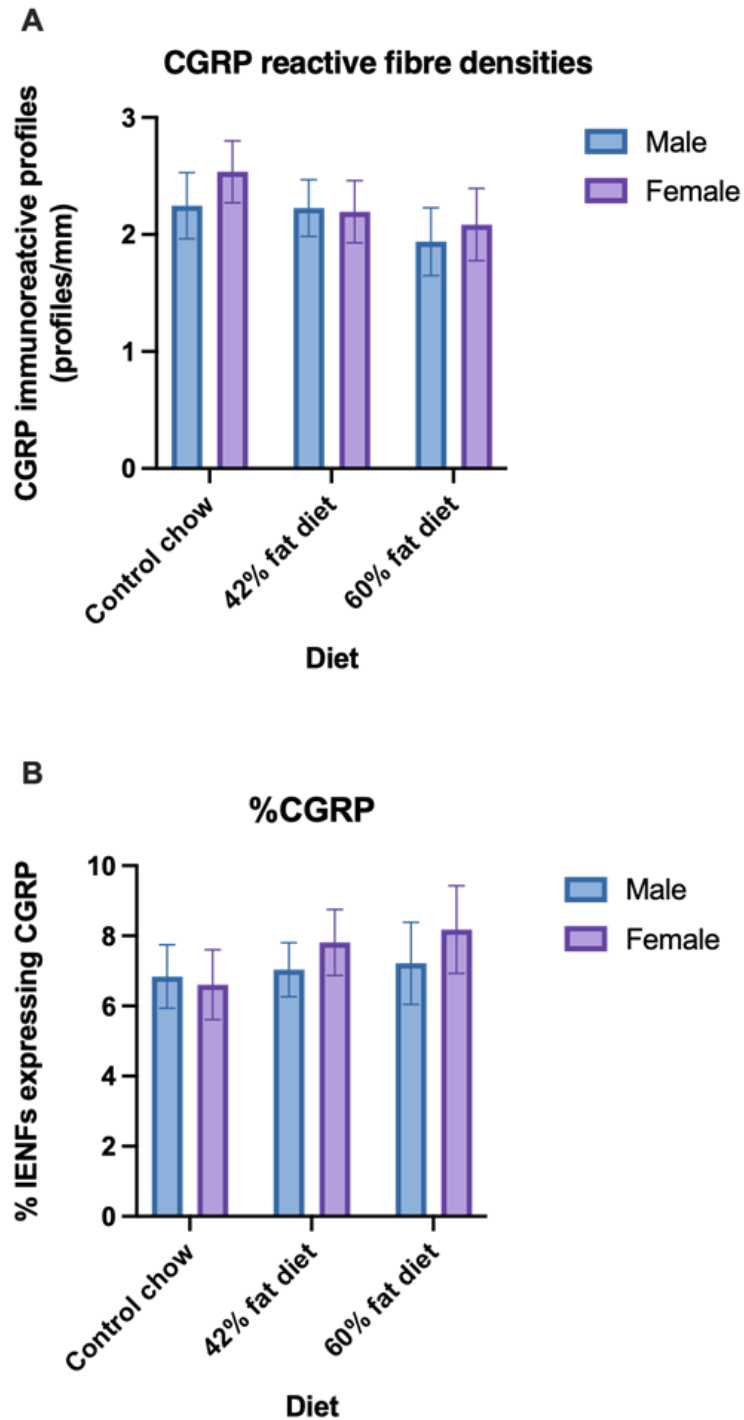 A
CGRP reactive fibre densities
CGRP immunoreatcive profiles
(profiles/mm)
3
2
1
0
Male
Female
Control chow
42% fat diet
60% fat diet
Diet
B
%CGRP
% IENFs expressing CGRP
10
8
6
4
2
0
Male
Female
Control chow
42% fat diet
60% fat diet
Diet